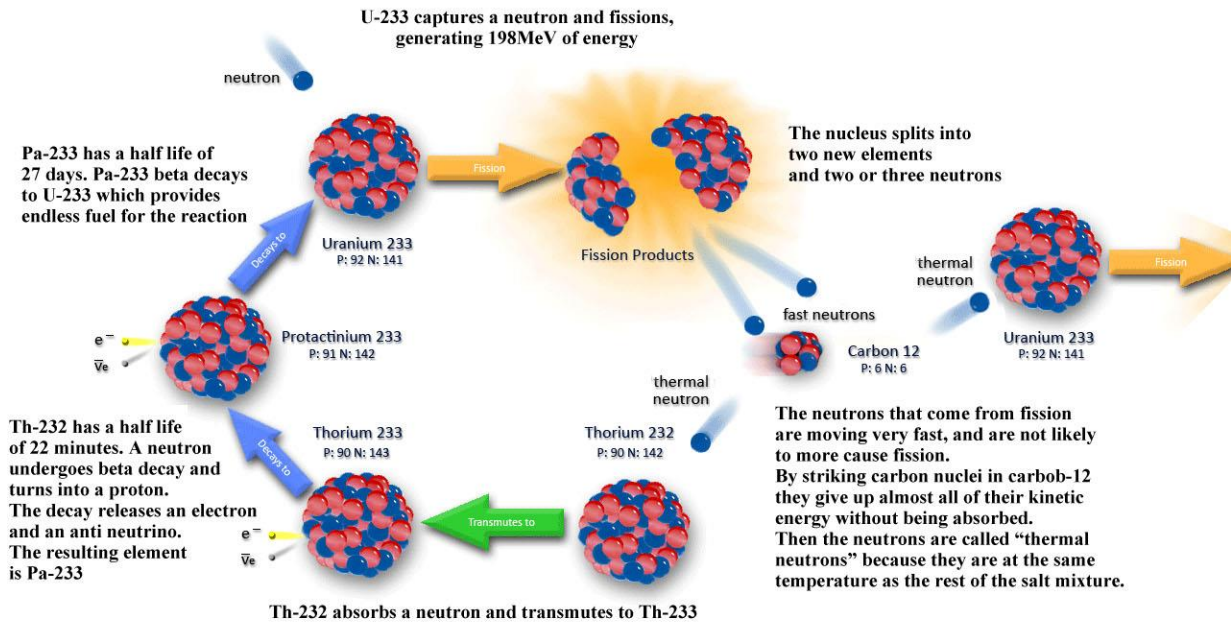 U-233 captures a neutron and fissions,
generating 198MeV of energy
neutron
Pa-233 has a half life of
27 days. Pa-233 beta decays
to U-233 which provides
endless fuel for the reaction
Fission
The nucleus splits into
two new elements
and two or three neutrons
Decays to
Uranium 233
P: 92 N: 141
Fission Products
thermal
neutron
Fission
fast neutrons
Uranium 233
P: 92 N: 141
Carbon 12
P: 6 N: 6
e⁻
v̅e
Protactinium 233
P: 91 N: 142
thermal
neutron
Th-232 has a half life
of 22 minutes. A neutron
undergoes beta decay and
turns into a proton.
The decay releases an electron
and an anti neutrino.
The resulting element
is Pa-233
Decays to
Thorium 233
P: 90 N: 143
Thorium 232
P: 90 N: 142
e⁻
v̅e
Transmutes to
The neutrons that come from fission
are moving very fast, and are not likely
to more cause fission.
By striking carbon nuclei in carbob-12
they give up almost all of their kinetic
energy without being absorbed.
Then the neutrons are called “thermal
neutrons” because they are at the same
temperature as the rest of the salt mixture.
Th-232 absorbs a neutron and transmutes to Th-233